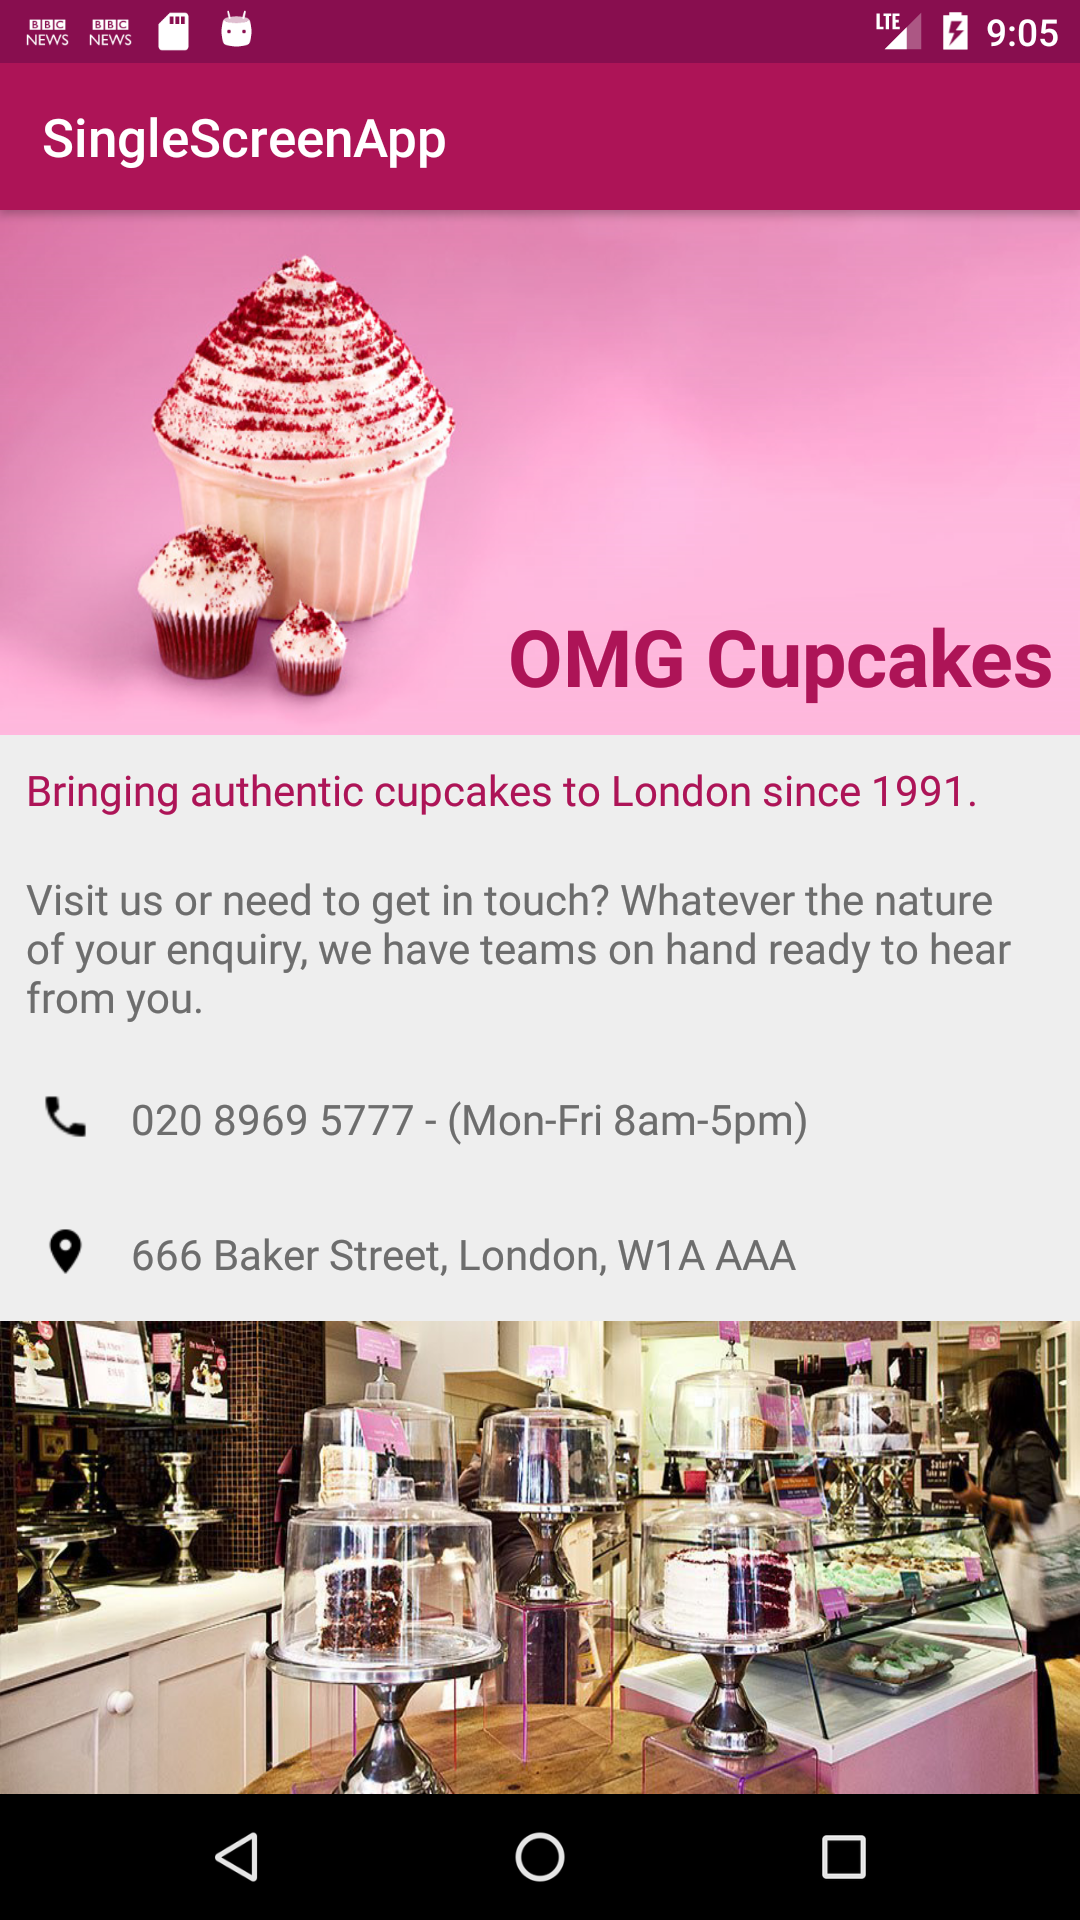 BBC NEWS BBC NEWS LTE 9:05
SingleScreenApp
OMG Cupcakes
Bringing authentic cupcakes to London since 1991.
Visit us or need to get in touch? Whatever the nature
of your enquiry, we have teams on hand ready to hear
from you.
020 8969 5777 - (Mon-Fri 8am-5pm)
666 Baker Street, London, W1A AAA